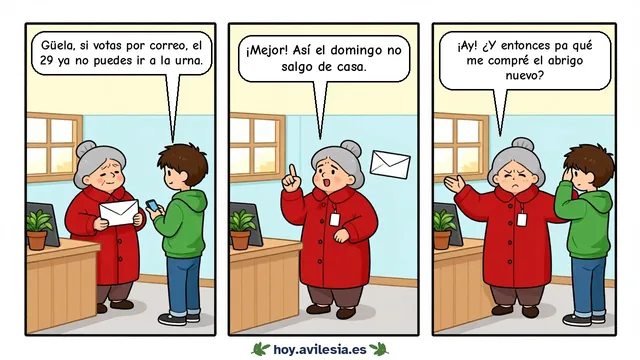 Güela, si votas por correo, el
29 ya no puedes ir a la urna.
¡Mejor! Así el domingo no
salgo de casa.
¡Ay! ¿Y entonces pa qué
me compré el abrigo
nuevo?
hoy.avilesia.es